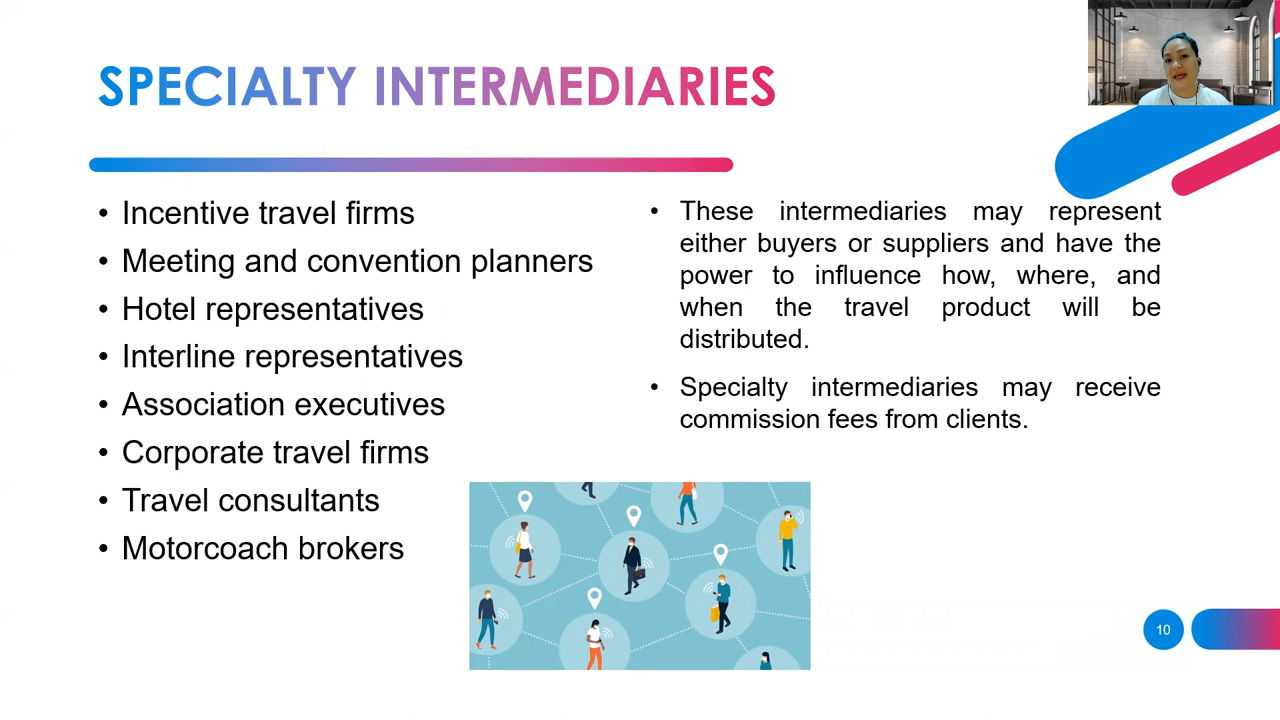 SPECIALTY INTERMEDIARIES
• Incentive travel firms
• Meeting and convention planners
• Hotel representatives
• Interline representatives
• Association executives
• Corporate travel firms
• Travel consultants
• Motorcoach brokers
• These intermediaries may represent
either buyers or suppliers and have the
power to influence how, where, and
when the travel product will be
distributed.
• Specialty intermediaries may receive
commission fees from clients.
10